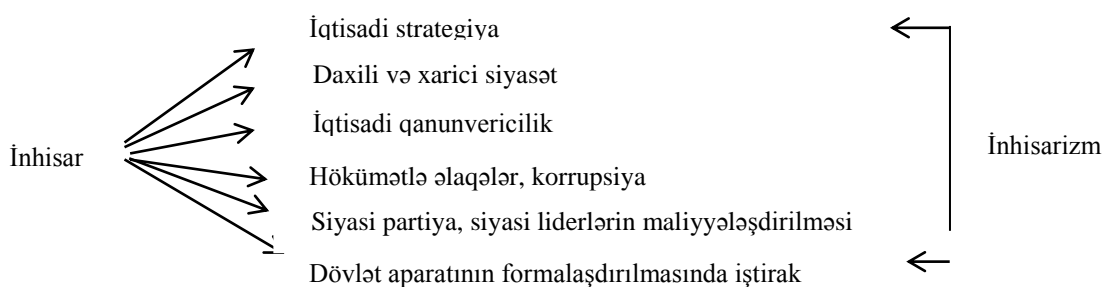 İqtisadi strategiya
Daxili və xarici siyasət
İqtisadi qanunvericilik
İnhisar
İnhisarizm
Hökümətlə əlaqələr, korrupsiya
Siyasi partiya, siyasi liderlərin maliyyələşdirilməsi
Dövlət aparatının formalaşdırılmasında iştirak